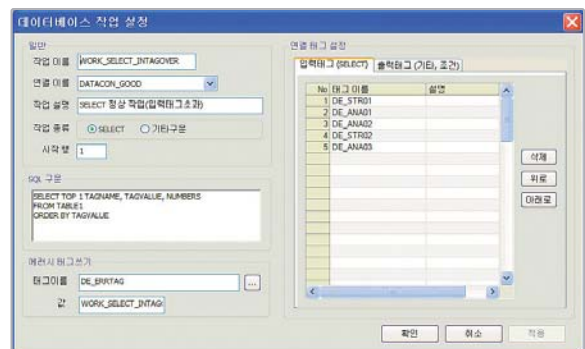 데이터베이스 작업 설정
일반
작업 이름 WORK_SELECT_INTAGOVER
연결 이름 DATACON_GOOD
작업 설명 SELECT 정상 작업(입력태그초과)
작업 종류 SELECT 기타구문
시작 행 1
SQL 구문
SELECT TOP 1 TAGNAME, TAGVALUE, NUMBERS
FROM TABLE1
ORDER BY TAGVALUE
에러시 태그쓰기
태그이름 DE_ERRTAG ...
값 WORK_SELECT_INTAG
연결 태그 설정
입력태그 (SELECT) 출력태그 (기타, 조건)
No 태그 이름 설명
1 DE_STR01
2 DE_ANA01
3 DE_ANA02
4 DE_STR02
5 DE_ANA03
삭제
위로
아래로
확인 취소 적용